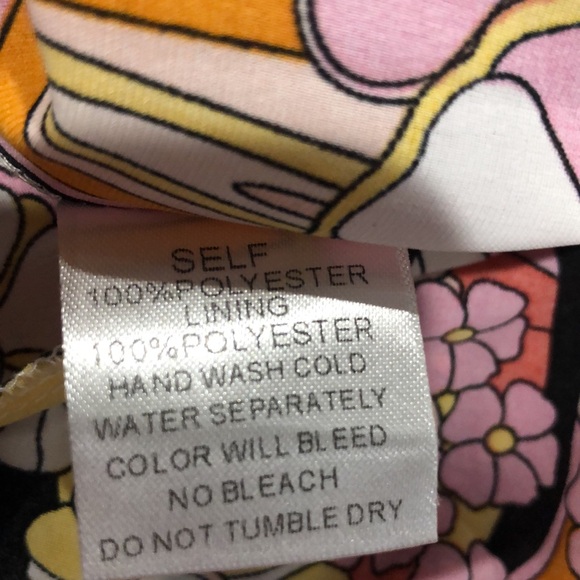 SELF
100%POLYESTER
LINING
100%POLYESTER
HAND WASH COLD
WATER SEPARATELY
COLOR WILL BLEED
NO BLEACH
DO NOT TUMBLE DRY